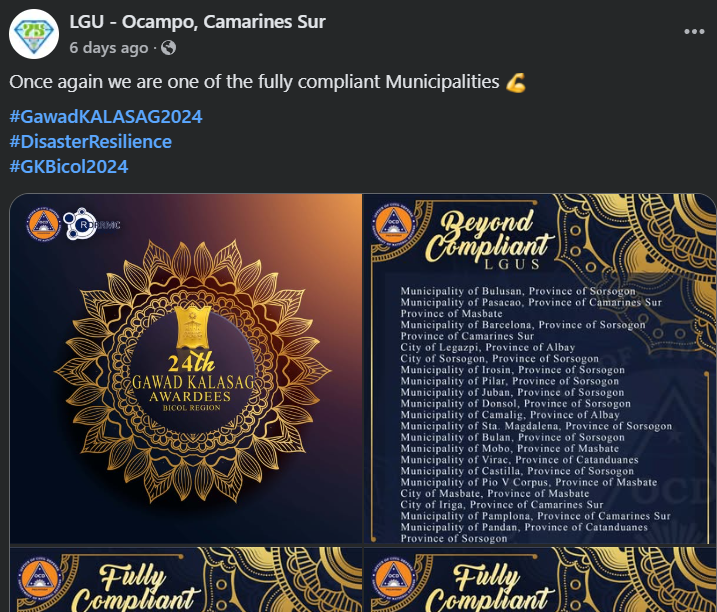 LGU - Ocampo, Camarines Sur
6 days ago ·
Once again we are one of the fully compliant Municipalities 💪
#GawadKALASAG2024
#DisasterResilience
#GKBicol2024
OCD
RDRRMC
24th
GAWAD KALASAG
AWARDEES
BICOL REGION
OCD
Beyond
Compliant
LGUS
Municipality of Bulusan, Province of Sorsogon
Municipality of Pasacao, Province of Camarines Sur
Province of Masbate
Municipality of Barcelona, Province of Sorsogon
Province of Camarines Sur
City of Legazpi, Province of Albay
City of Sorsogon, Province of Sorsogon
Municipality of Irosin, Province of Sorsogon
Municipality of Pilar, Province of Sorsogon
Municipality of Juban, Province of Sorsogon
Municipality of Donsol, Province of Sorsogon
Municipality of Camalig, Province of Albay
Municipality of Sta. Magdalena, Province of Sorsogon
Municipality of Bulan, Province of Sorsogon
Municipality of Mobo, Province of Masbate
Municipality of Virac, Province of Catanduanes
Municipality of Castilla, Province of Sorsogon
Municipality of Pio V Corpus, Province of Masbate
City of Masbate, Province of Masbate
City of Iriga, Province of Camarines Sur
Municipality of Pamplona, Province of Camarines Sur
Municipality of Pandan, Province of Catanduanes
Province of Sorsogon
OCD
Fully
Compliant
OCD
Fully
Compliant